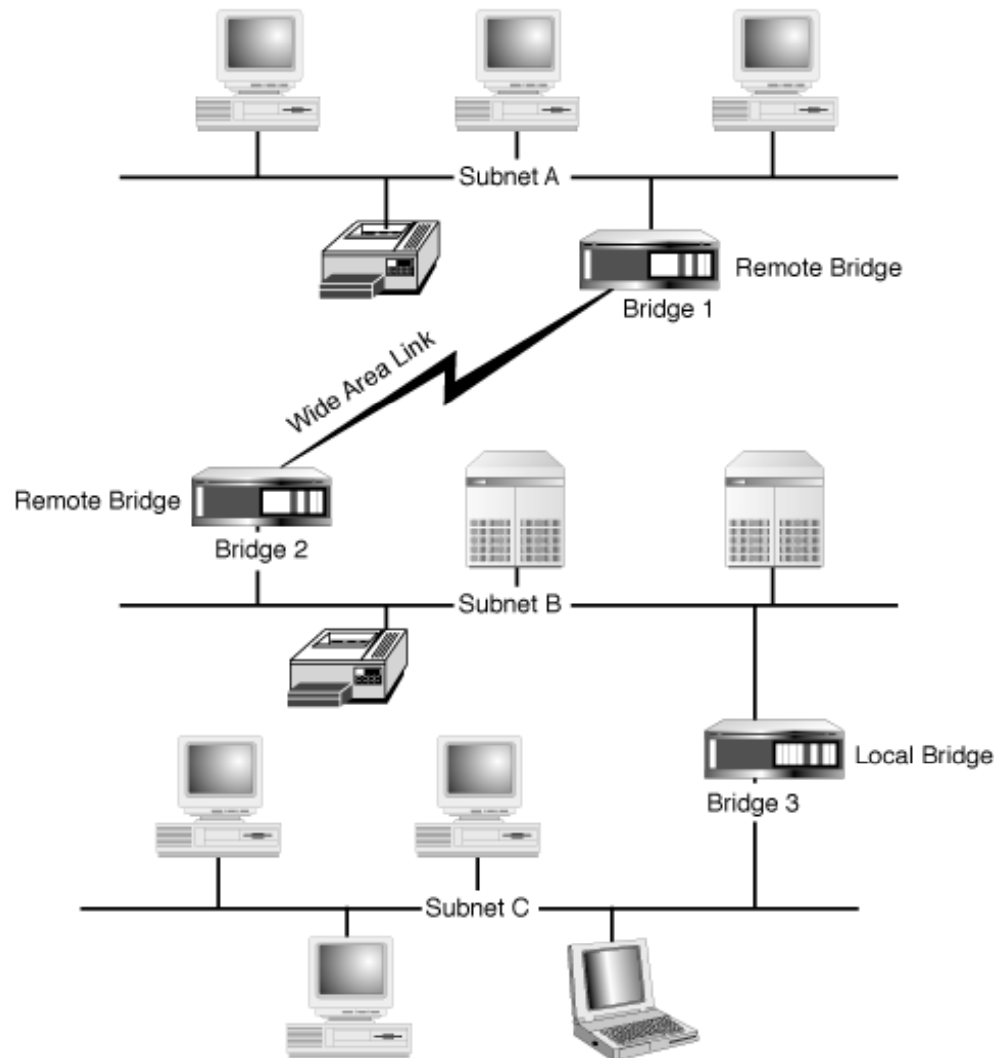 Subnet A
Remote Bridge
Bridge 1
Wide Area Link
Remote Bridge
Bridge 2
Subnet B
Local Bridge
Bridge 3
Subnet C